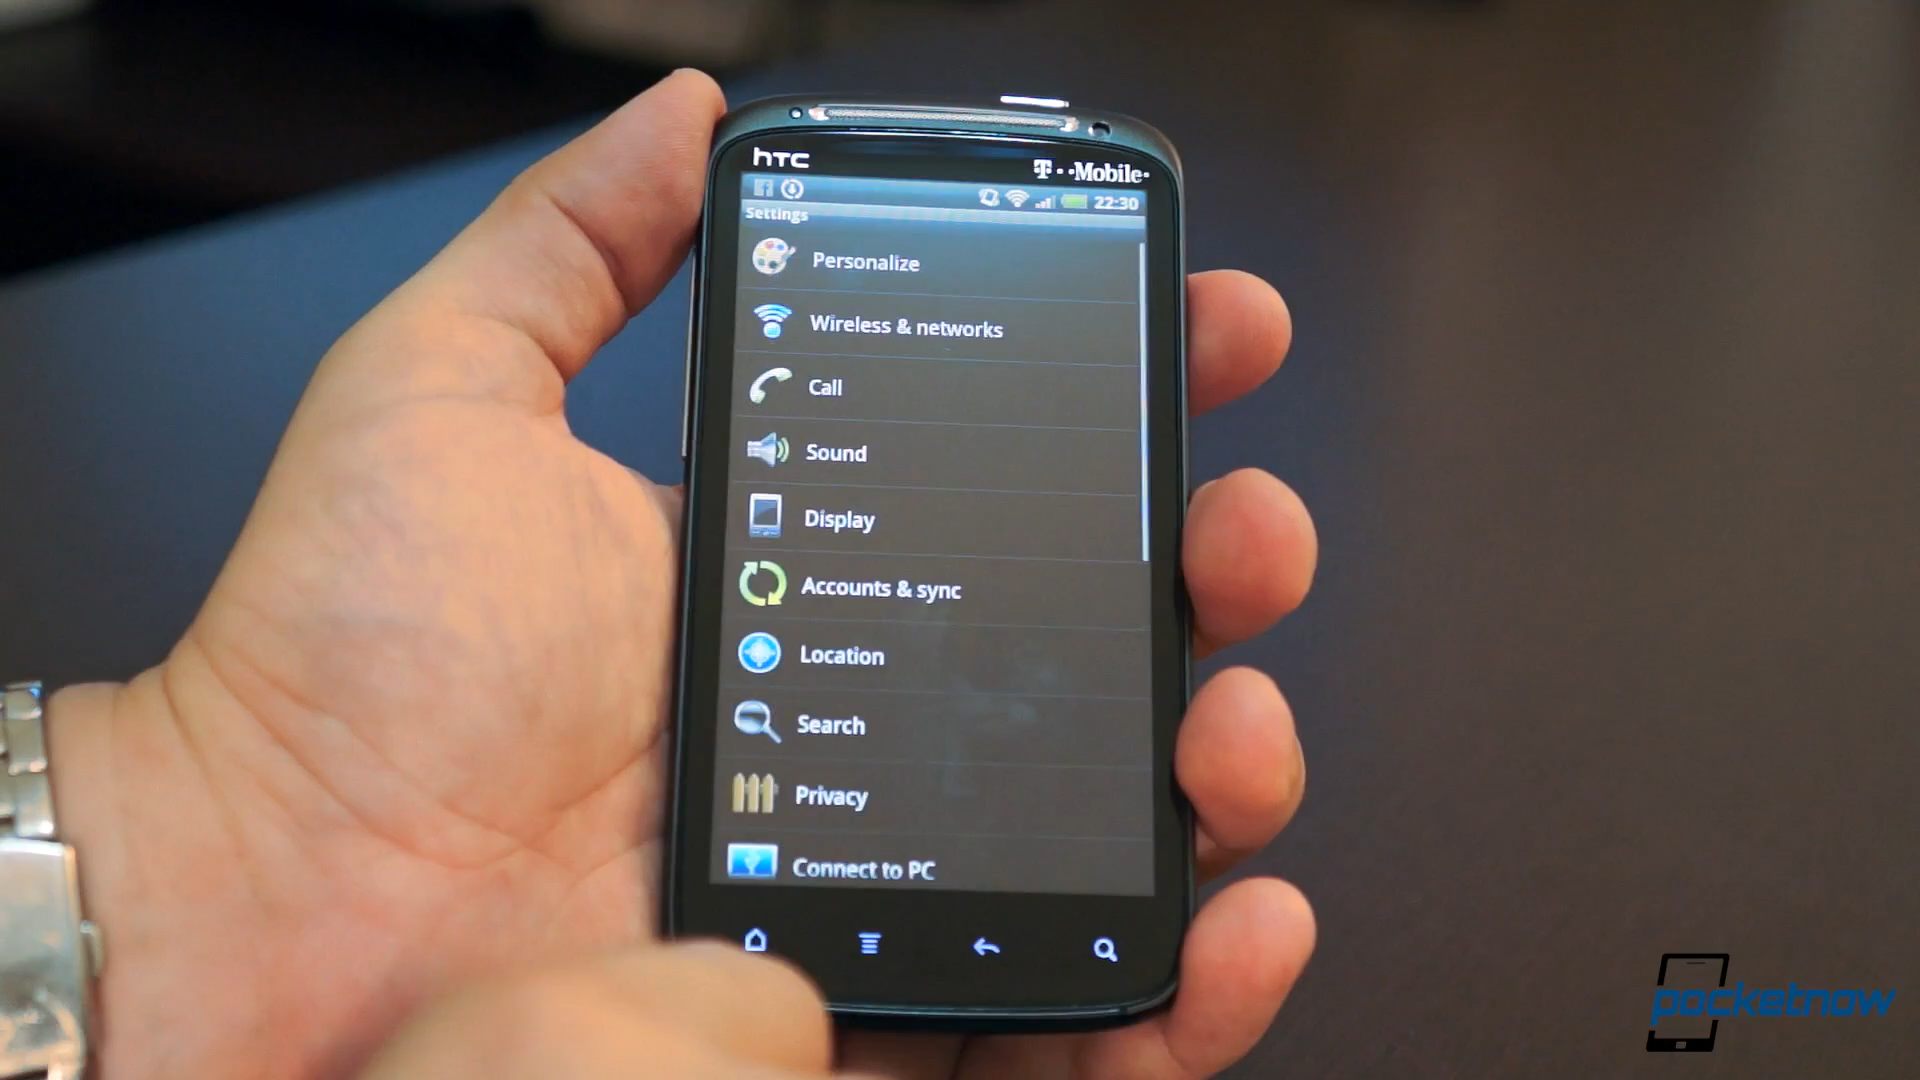 hTC
T··Mobile·
22:30
Settings
Personalize
Wireless & networks
Call
Sound
Display
Accounts & sync
Location
Search
Privacy
Connect to PC
pocketnow